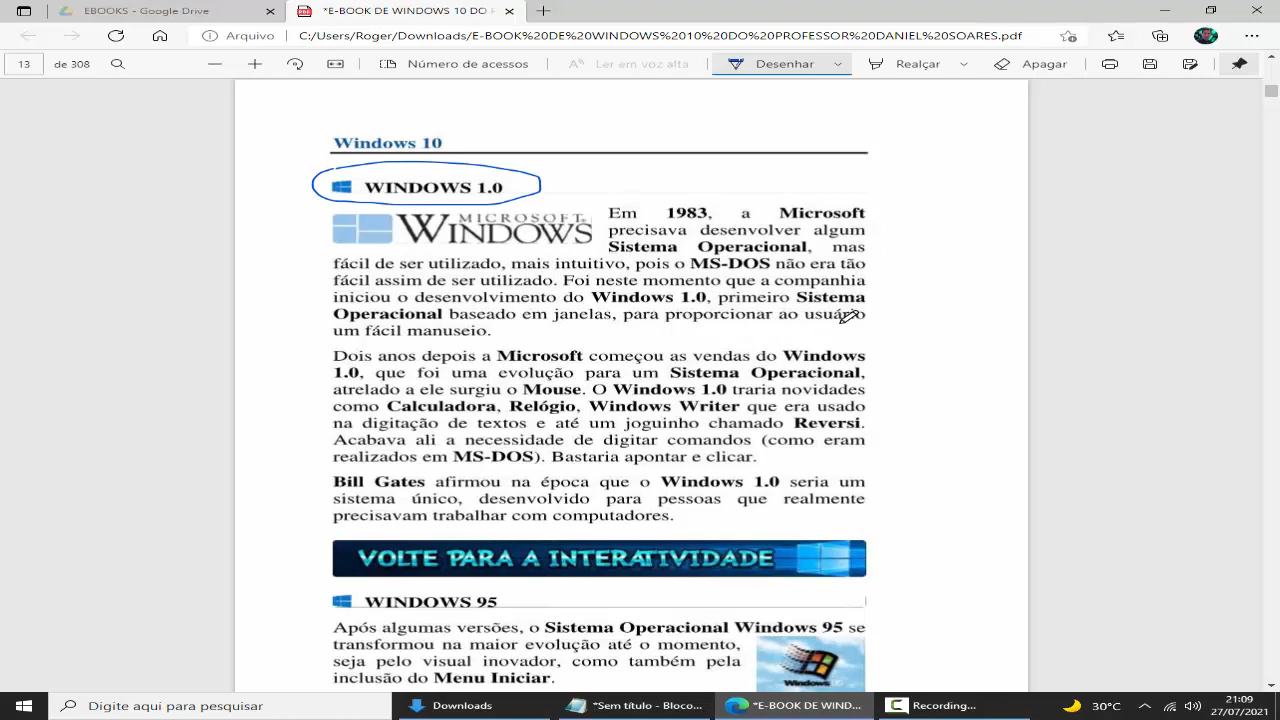 EBOOKS - Google Drive
*E-BOOK DE WINDOWS 10 DO P
Arquivo
C:/Users/Roger/Downloads/E-BOOK%20DE%20WINDOWS%2010%20DO%20PROFESSOR%20DANIEL%20SOARES.pdf
13 de 308
Número de acessos
Ler em voz alta
Desenhar
Realçar
Apagar
Windows 10
WINDOWS 1.0
MICROSOFT
WINDOWS
Em 1983, a Microsoft
precisava desenvolver algum
Sistema Operacional, mas
fácil de ser utilizado, mais intuitivo, pois o MS-DOS não era tão
fácil assim de ser utilizado. Foi neste momento que a companhia
iniciou o desenvolvimento do Windows 1.0, primeiro Sistema
Operacional baseado em janelas, para proporcionar ao usuário
um fácil manuseio.
Dois anos depois a Microsoft começou as vendas do Windows
1.0, que foi uma evolução para um Sistema Operacional,
atrelado a ele surgiu o Mouse. O Windows 1.0 traria novidades
como Calculadora, Relógio, Windows Writer que era usado
na digitação de textos e até um joguinho chamado Reversi.
Acabava ali a necessidade de digitar comandos (como eram
realizados em MS-DOS). Bastaria apontar e clicar.
Bill Gates afirmou na época que o Windows 1.0 seria um
sistema único, desenvolvido para pessoas que realmente
precisavam trabalhar com computadores.
VOLTE PARA A INTERATIVIDADE
WINDOWS 95
Após algumas versões, o Sistema Operacional Windows 95 se
transformou na maior evolução até o momento,
seja pelo visual inovador, como também pela
inclusão do Menu Iniciar.
Digite aqui para pesquisar
Downloads
*Sem título - Bloco...
*E-BOOK DE WIND...
Recording...
30°C
21:09
27/07/2021